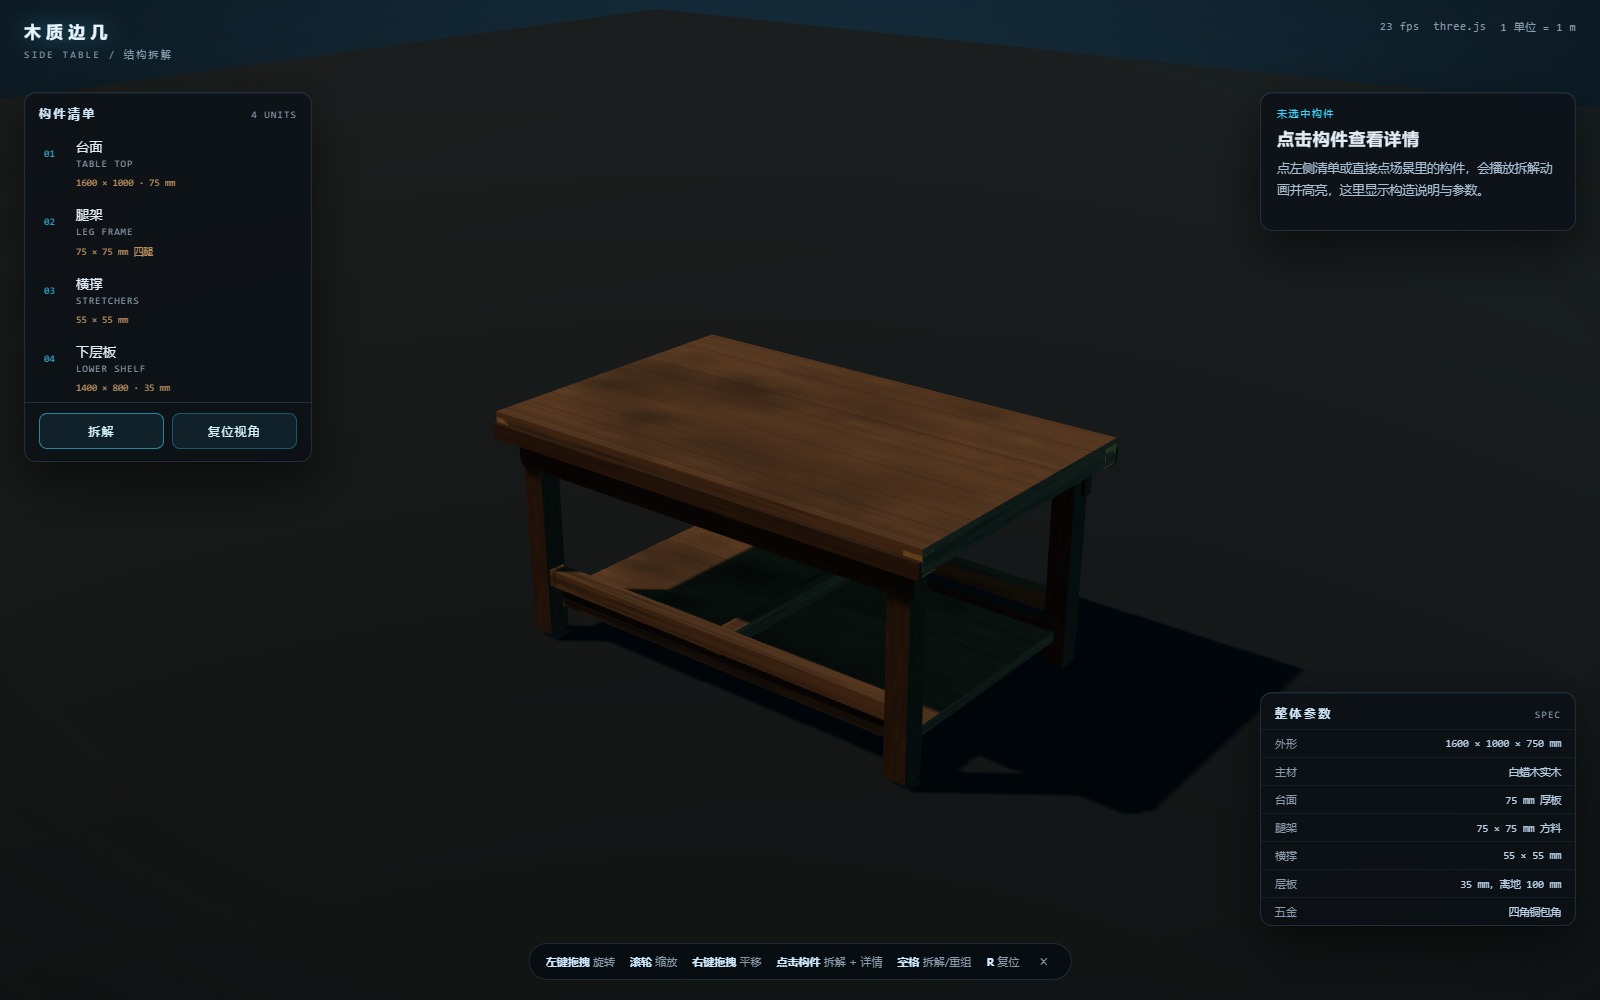 木质边几
SIDE TABLE / 结构拆解
23 fps three.js 1 单位 = 1 m
构件清单 4 UNITS
01 台面
TABLE TOP
1600 × 1000 · 75 mm
02 腿架
LEG FRAME
75 × 75 mm 四腿
03 横撑
STRETCHERS
55 × 55 mm
04 下层板
LOWER SHELF
1400 × 800 · 35 mm
拆解 复位视角
未选中构件
点击构件查看详情
点左侧清单或直接点场景里的构件，会播放拆解动
画并高亮，这里显示构造说明与参数。
整体参数 SPEC
外形 1600 × 1000 × 750 mm
主材 白蜡木实木
台面 75 mm 厚板
腿架 75 × 75 mm 方料
横撑 55 × 55 mm
层板 35 mm, 离地 100 mm
五金 四角铜包角
左键拖拽 旋转 滚轮 缩放 右键拖拽 平移 点击构件 拆解 + 详情 空格 拆解/重组 R 复位 ×